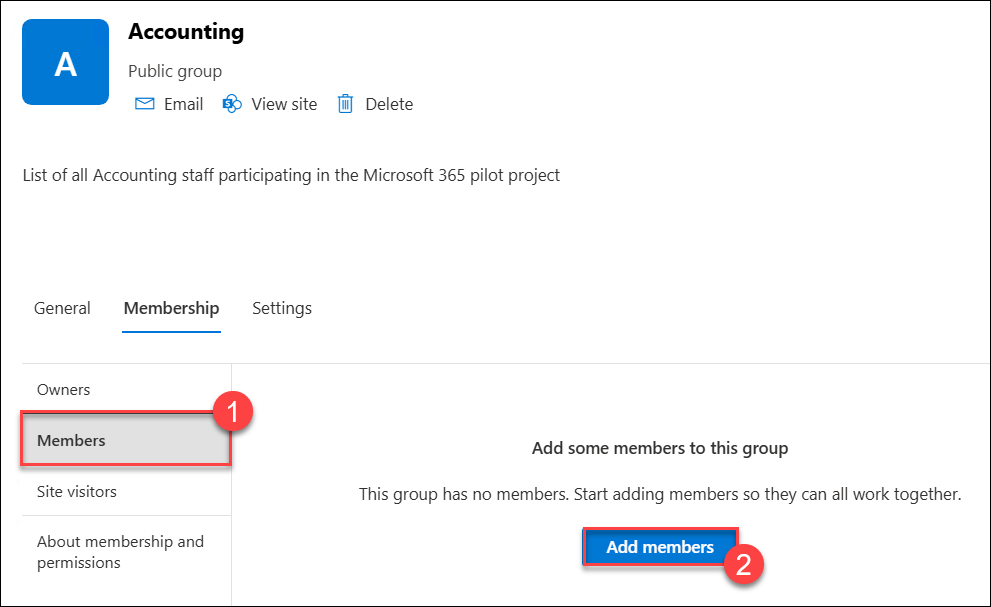 A
Accounting
Public group
Email View site Delete
List of all Accounting staff participating in the Microsoft 365 pilot project
General Membership Settings
Owners
1
Members
Add some members to this group
Site visitors
This group has no members. Start adding members so they can all work together.
About membership and
permissions
Add members
2